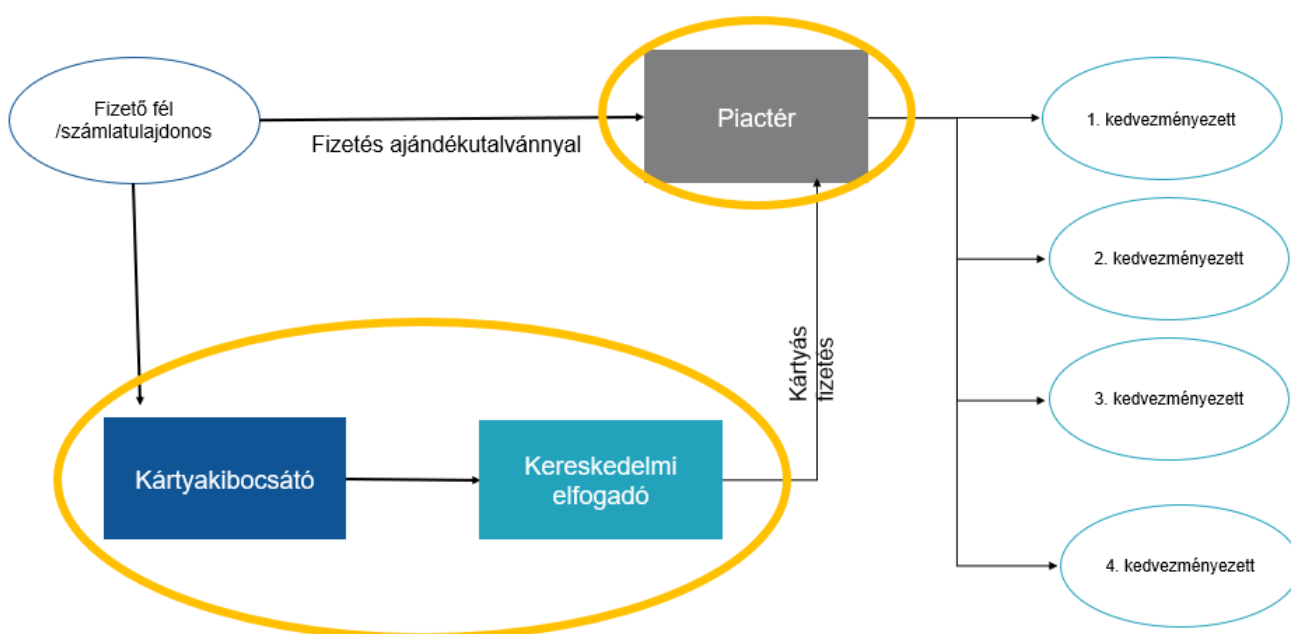 Fizető fél
/számlatulajdonos
Fizetés ajándékutalvánnyal
Piactér
1. kedvezményezett
2. kedvezményezett
3. kedvezményezett
4. kedvezményezett
Kártyás
fizetés
Kártyakibocsátó
Kereskedelmi
elfogadó